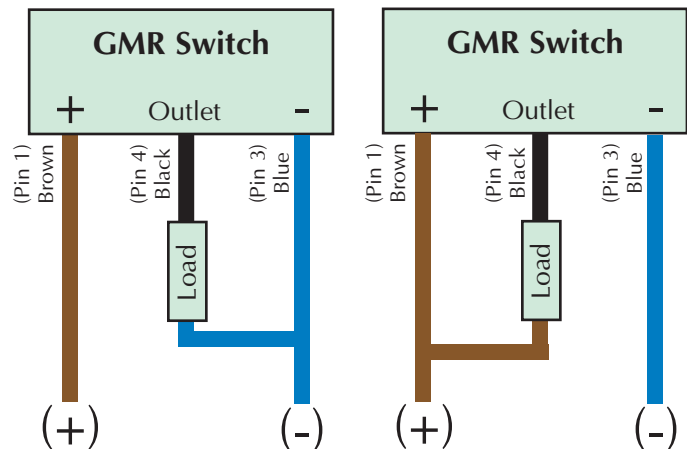 GMR Switch
+ Outlet -
(Pin 1)
Brown
(Pin 4)
Black
(Pin 3)
Blue
Load
(+) (-)
GMR Switch
+ Outlet -
(Pin 1)
Brown
(Pin 4)
Black
(Pin 3)
Blue
Load
(+) (-)